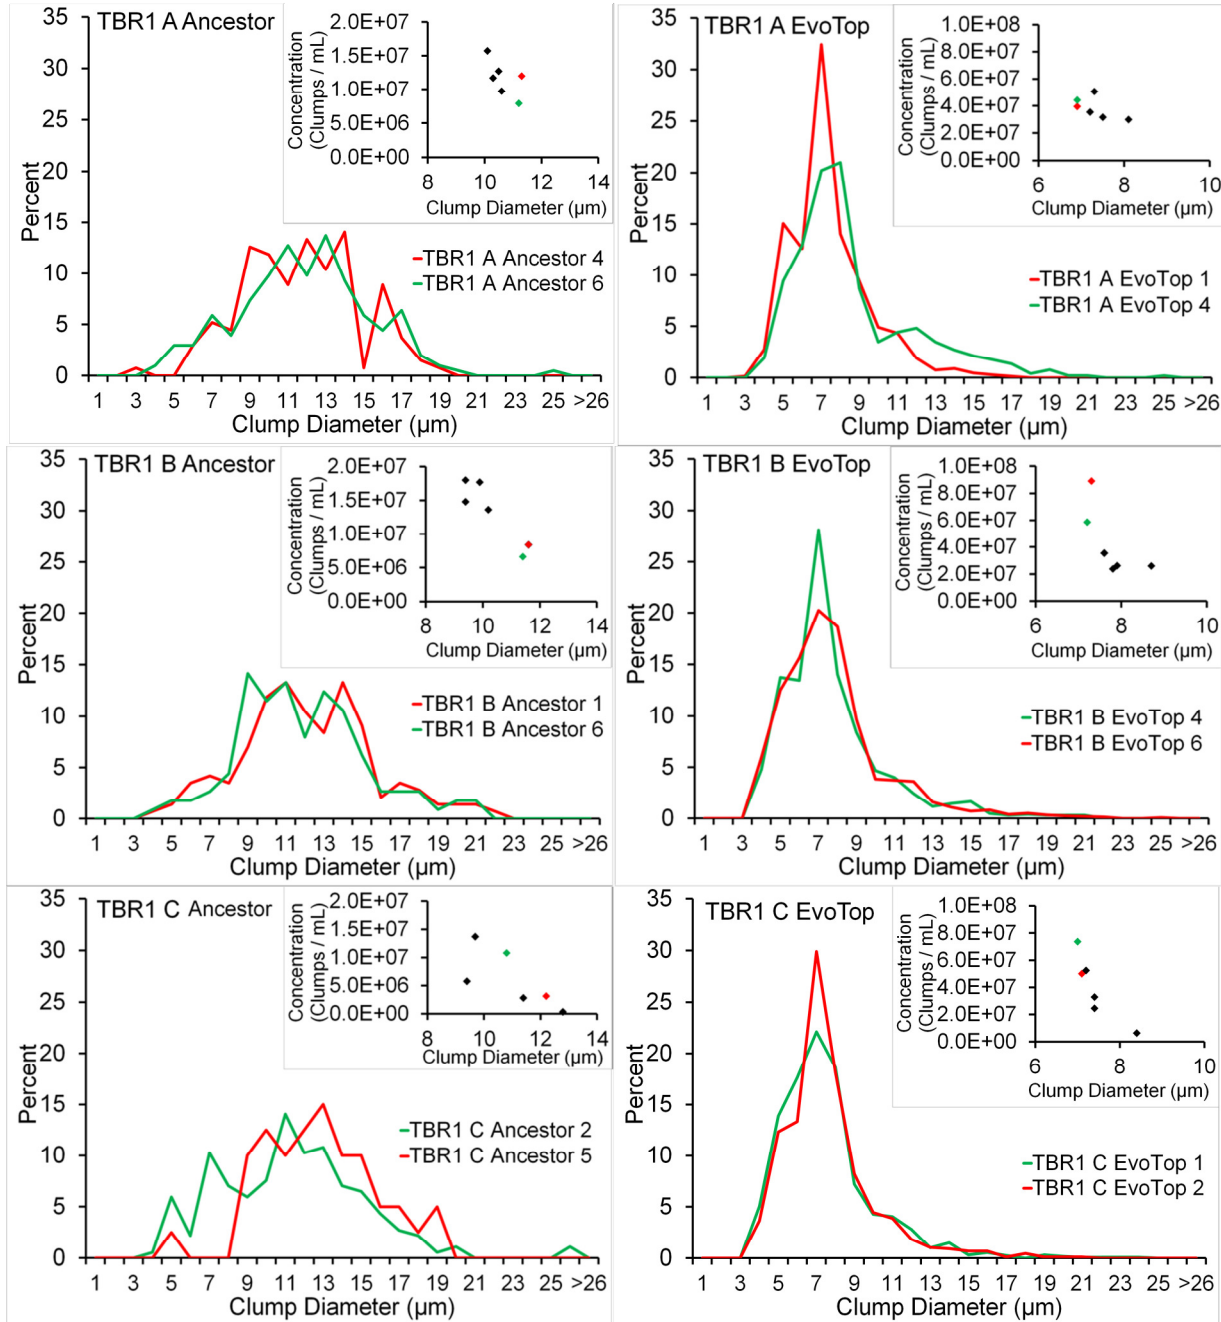 TBR1 A Ancestor
35
30
25
20
15
10
5
0
Percent
1 3 5 7 9 11 13 15 17 19 21 23 25 >26
Clump Diameter (µm)
TBR1 A Ancestor 4
TBR1 A Ancestor 6
Concentration
(Clumps / mL)
2.0E+07
1.5E+07
1.0E+07
5.0E+06
0.0E+00
8 10 12 14
Clump Diameter (µm)
TBR1 A EvoTop
35
30
25
20
15
10
5
0
Percent
1 3 5 7 9 11 13 15 17 19 21 23 25 >26
Clump Diameter (µm)
TBR1 A EvoTop 1
TBR1 A EvoTop 4
Concentration
(Clumps / mL)
1.0E+08
8.0E+07
6.0E+07
4.0E+07
2.0E+07
0.0E+00
6 8 10
Clump Diameter (µm)
TBR1 B Ancestor
35
30
25
20
15
10
5
0
Percent
1 3 5 7 9 11 13 15 17 19 21 23 25 >26
Clump Diameter (µm)
TBR1 B Ancestor 1
TBR1 B Ancestor 6
Concentration
(Clumps / mL)
2.0E+07
1.5E+07
1.0E+07
5.0E+06
0.0E+00
8 10 12 14
Clump Diameter (µm)
TBR1 B EvoTop
35
30
25
20
15
10
5
0
Percent
1 3 5 7 9 11 13 15 17 19 21 23 25 >26
Clump Diameter (µm)
TBR1 B EvoTop 4
TBR1 B EvoTop 6
Concentration
(Clumps / mL)
1.0E+08
8.0E+07
6.0E+07
4.0E+07
2.0E+07
0.0E+00
6 8 10
Clump Diameter (µm)
TBR1 C Ancestor
35
30
25
20
15
10
5
0
Percent
1 3 5 7 9 11 13 15 17 19 21 23 25 >26
Clump Diameter (µm)
TBR1 C Ancestor 2
TBR1 C Ancestor 5
Concentration
(Clumps / mL)
2.0E+07
1.5E+07
1.0E+07
5.0E+06
0.0E+00
8 10 12 14
Clump Diameter (µm)
TBR1 C EvoTop
35
30
25
20
15
10
5
0
Percent
1 3 5 7 9 11 13 15 17 19 21 23 25 >26
Clump Diameter (µm)
TBR1 C EvoTop 1
TBR1 C EvoTop 2
Concentration
(Clumps / mL)
1.0E+08
8.0E+07
6.0E+07
4.0E+07
2.0E+07
0.0E+00
6 8 10
Clump Diameter (µm)